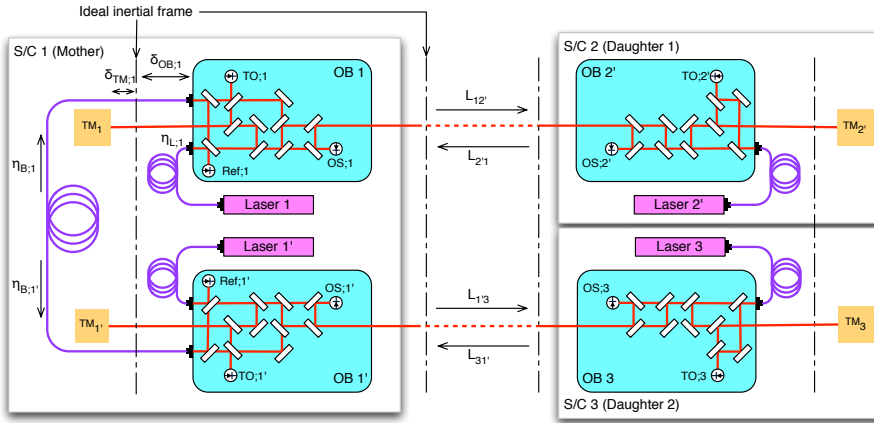 Ideal inertial frame
S/C 1 (Mother)
δOB;1
δTM;1
TO;1
OB 1
TM1
ηL;1
OS;1
Ref;1
ηB;1
Laser 1
Laser 1'
ηB;1'
Ref;1'
OS;1'
TM1'
TO;1'
OB 1'
L12'
L2'1
L1'3
L31'
S/C 2 (Daughter 1)
OB 2'
TO;2'
TM2'
OS;2'
Laser 2'
Laser 3
OS;3
TM3
OB 3
TO;3
S/C 3 (Daughter 2)